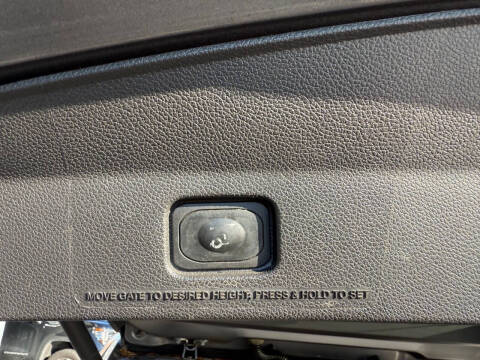 MOVE GATE TO DESIRED HEIGHT; PRESS & HOLD TO SET